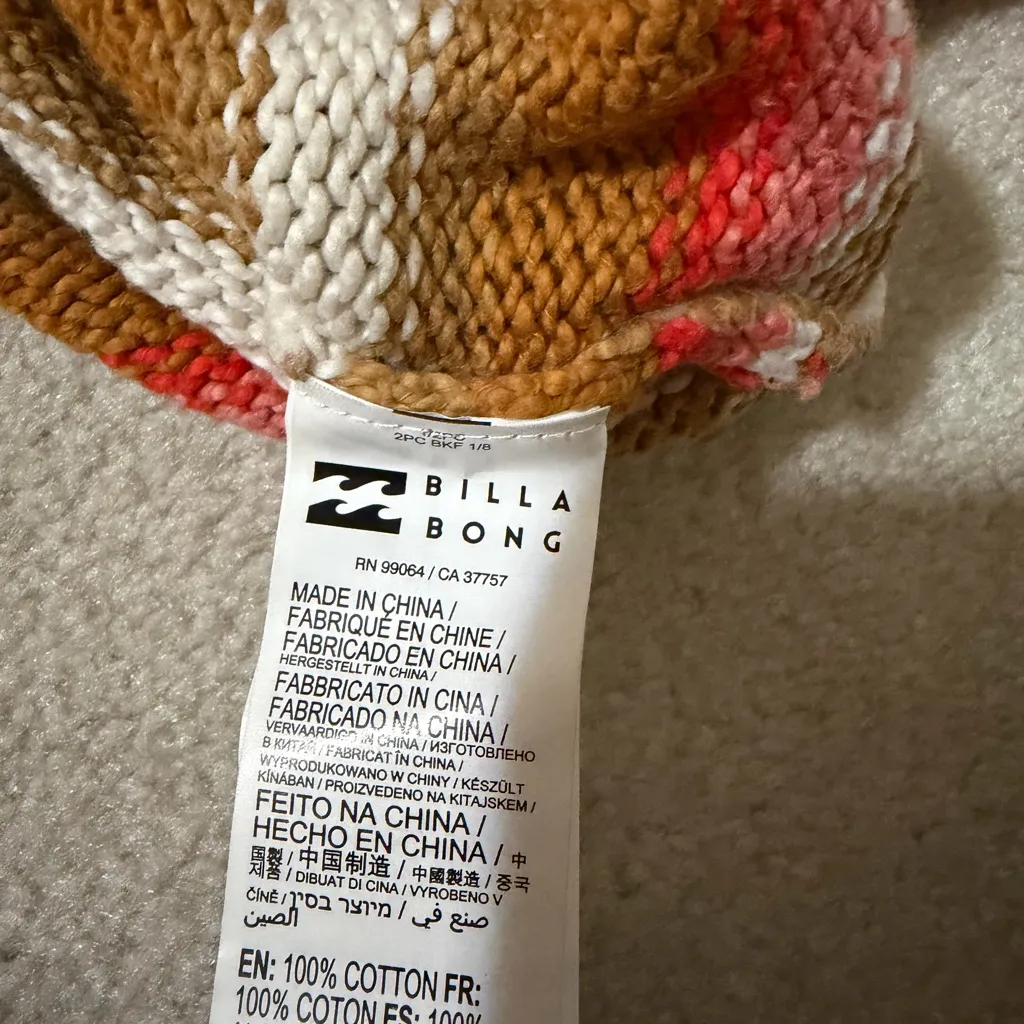 2PC BKF 1/8
BILLA
BONG
RN 99064 / CA 37757
MADE IN CHINA /
FABRIQUÉ EN CHINE /
FABRICADO EN CHINA /
HERGESTELLT IN CHINA /
FABBRICATO IN CINA /
FABRICADO NA CHINA /
VERVAARDIGD IN CHINA / ИЗГОТОВЛЕНО
В КИТАЕ / FABRICAT ÎN CHINA /
WYPRODUKOWANO W CHINY / KÉSZÜLT
KÍNÁBAN / PROIZVEDENO NA KITAJSKEM /
FEITO NA CHINA /
HECHO EN CHINA / 中
国製 / 中国制造 / 中國製造 / 중국
제품 / DIBUAT DI CINA / VYROBENO V
ČÍNĚ / מיוצר בסין / صنع في
الصين
EN: 100% COTTON FR:
100% COTON ES: 100%